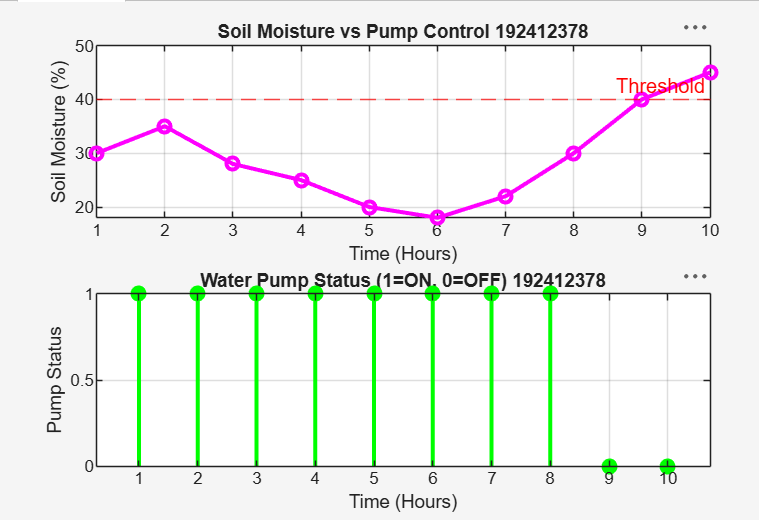 Soil Moisture vs Pump Control 192412378
50
40
30
20
Soil Moisture (%)
Threshold
1 2 3 4 5 6 7 8 9 10
Time (Hours)
Water Pump Status (1=ON, 0=OFF) 192412378
1
0.5
0
Pump Status
1 2 3 4 5 6 7 8 9 10
Time (Hours)